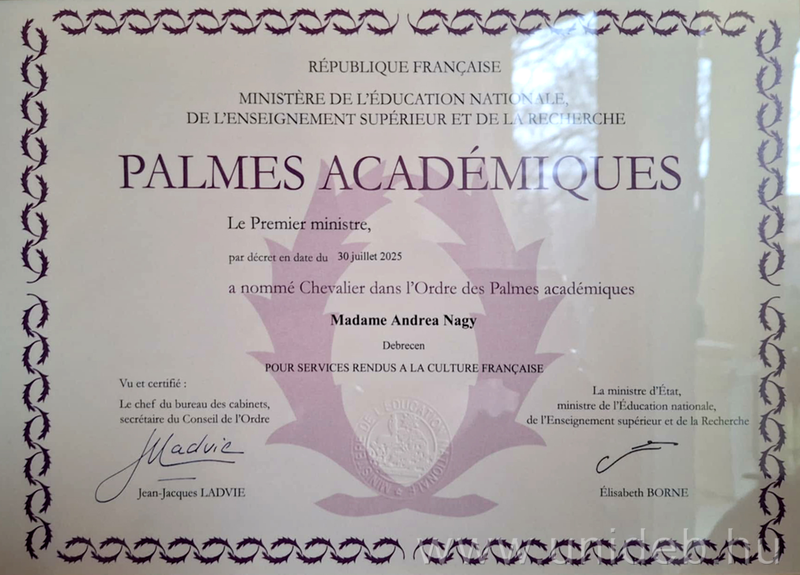 RÉPUBLIQUE FRANÇAISE
MINISTÈRE DE L'ÉDUCATION NATIONALE,
DE L'ENSEIGNEMENT SUPÉRIEUR ET DE LA RECHERCHE
PALMES ACADÉMIQUES
Le Premier ministre,
par décret en date du 30 juillet 2025
a nommé Chevalier dans l'Ordre des Palmes académiques
Madame Andrea Nagy
Debrecen
POUR SERVICES RENDUS A LA CULTURE FRANÇAISE
Vu et certifié :
Le chef du bureau des cabinets,
secrétaire du Conseil de l'Ordre
Jean-Jacques LADVIE
La ministre d'État,
ministre de l'Éducation nationale,
de l'Enseignement supérieur et de la Recherche
Élisabeth BORNE
www.unideb.hu